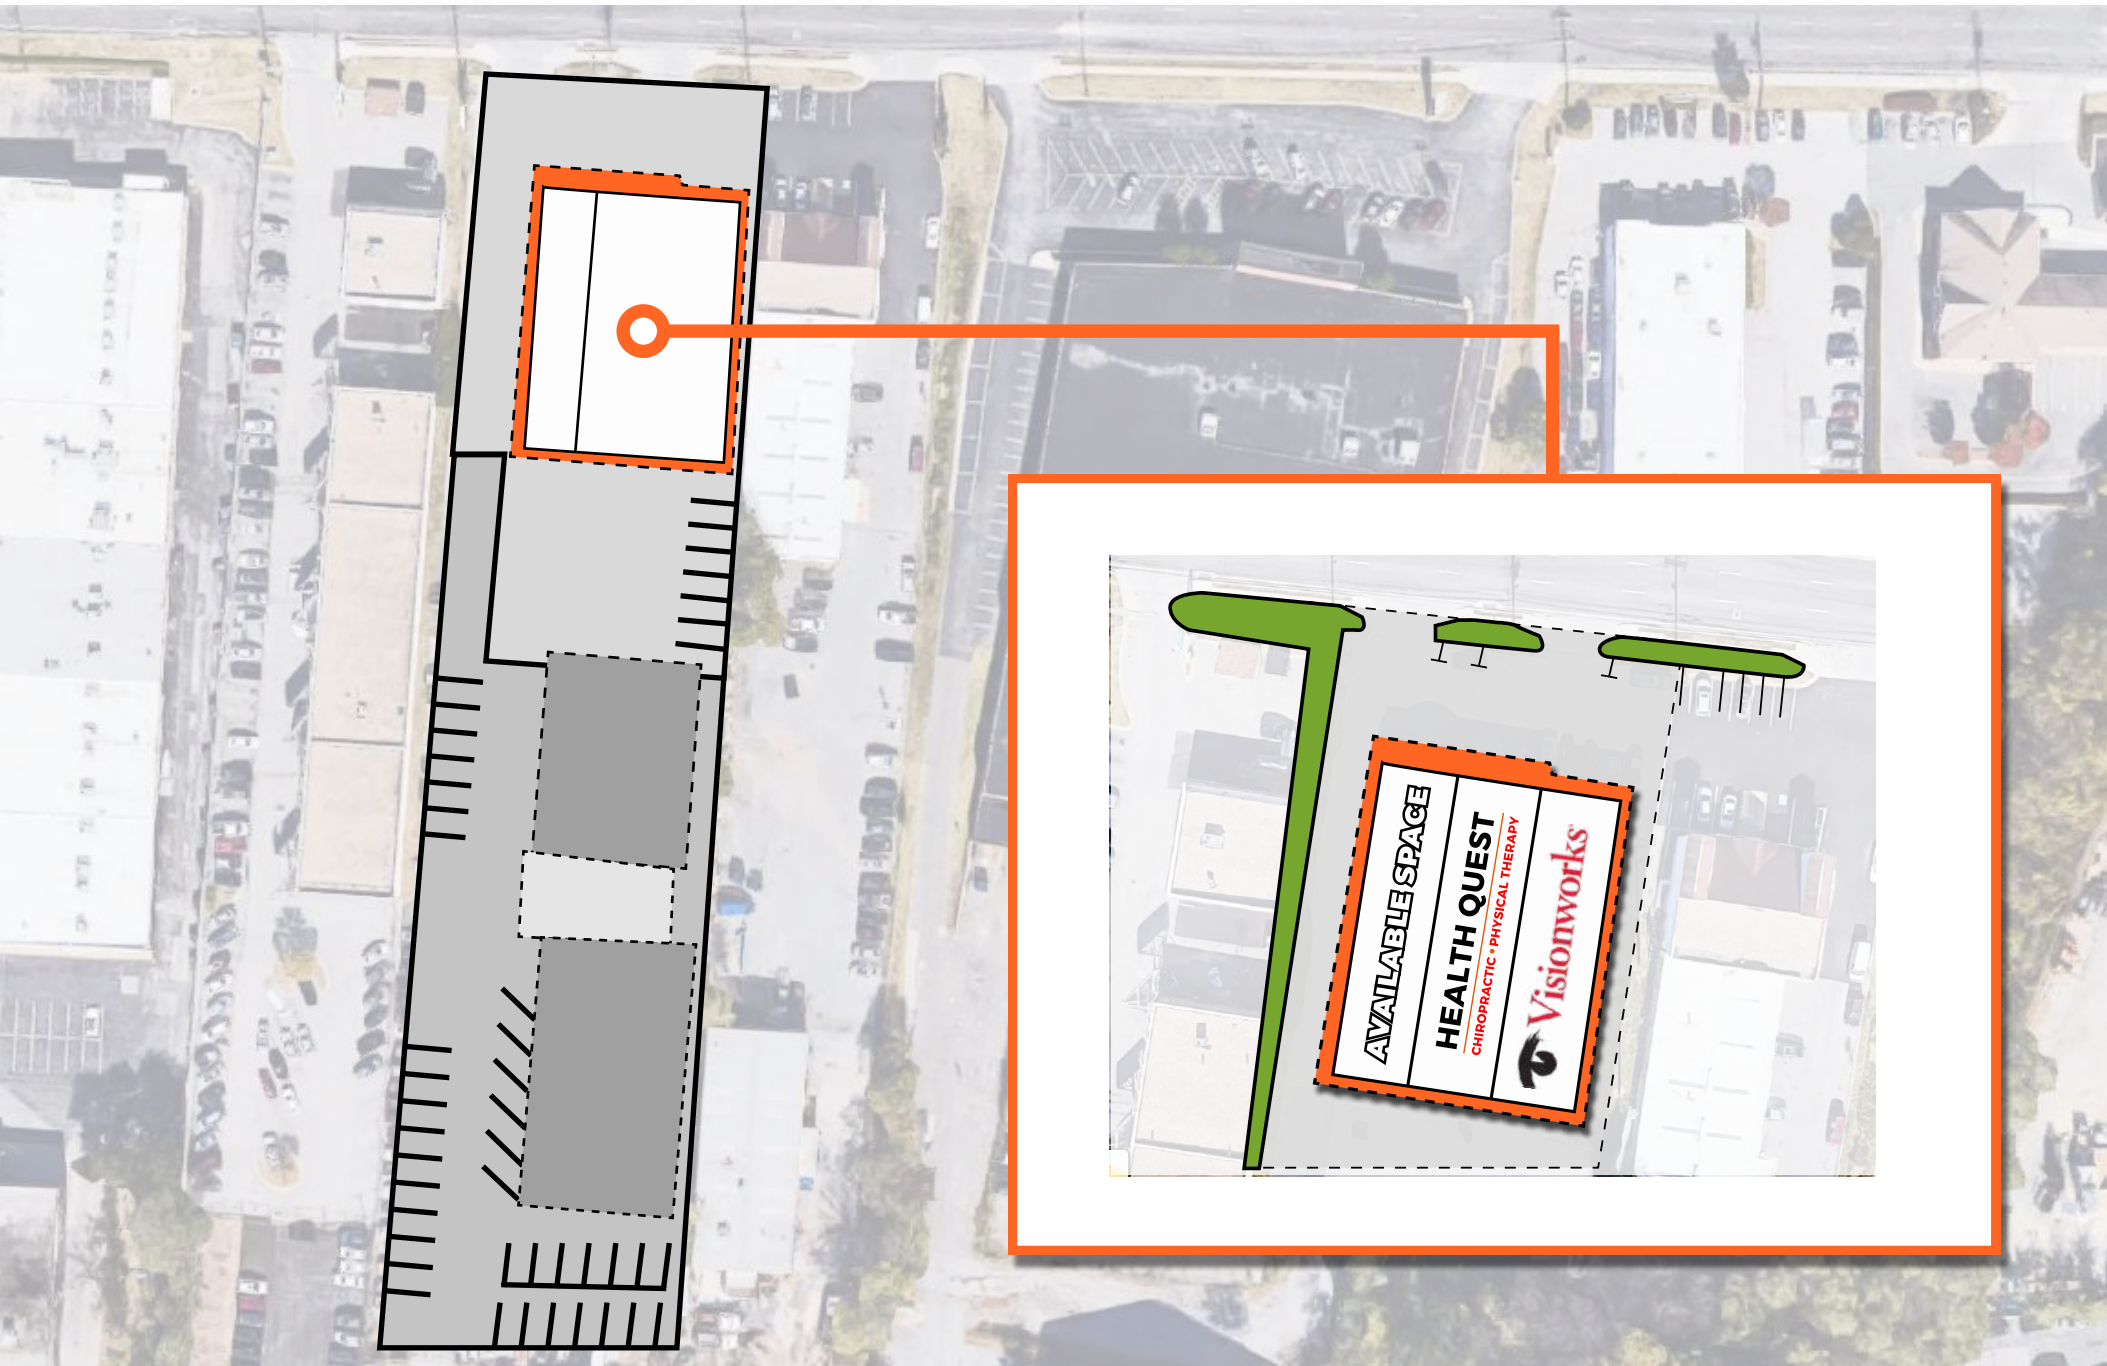 AVAILABLE SPACE
HEALTH QUEST
CHIROPRACTIC • PHYSICAL THERAPY
Visionworks